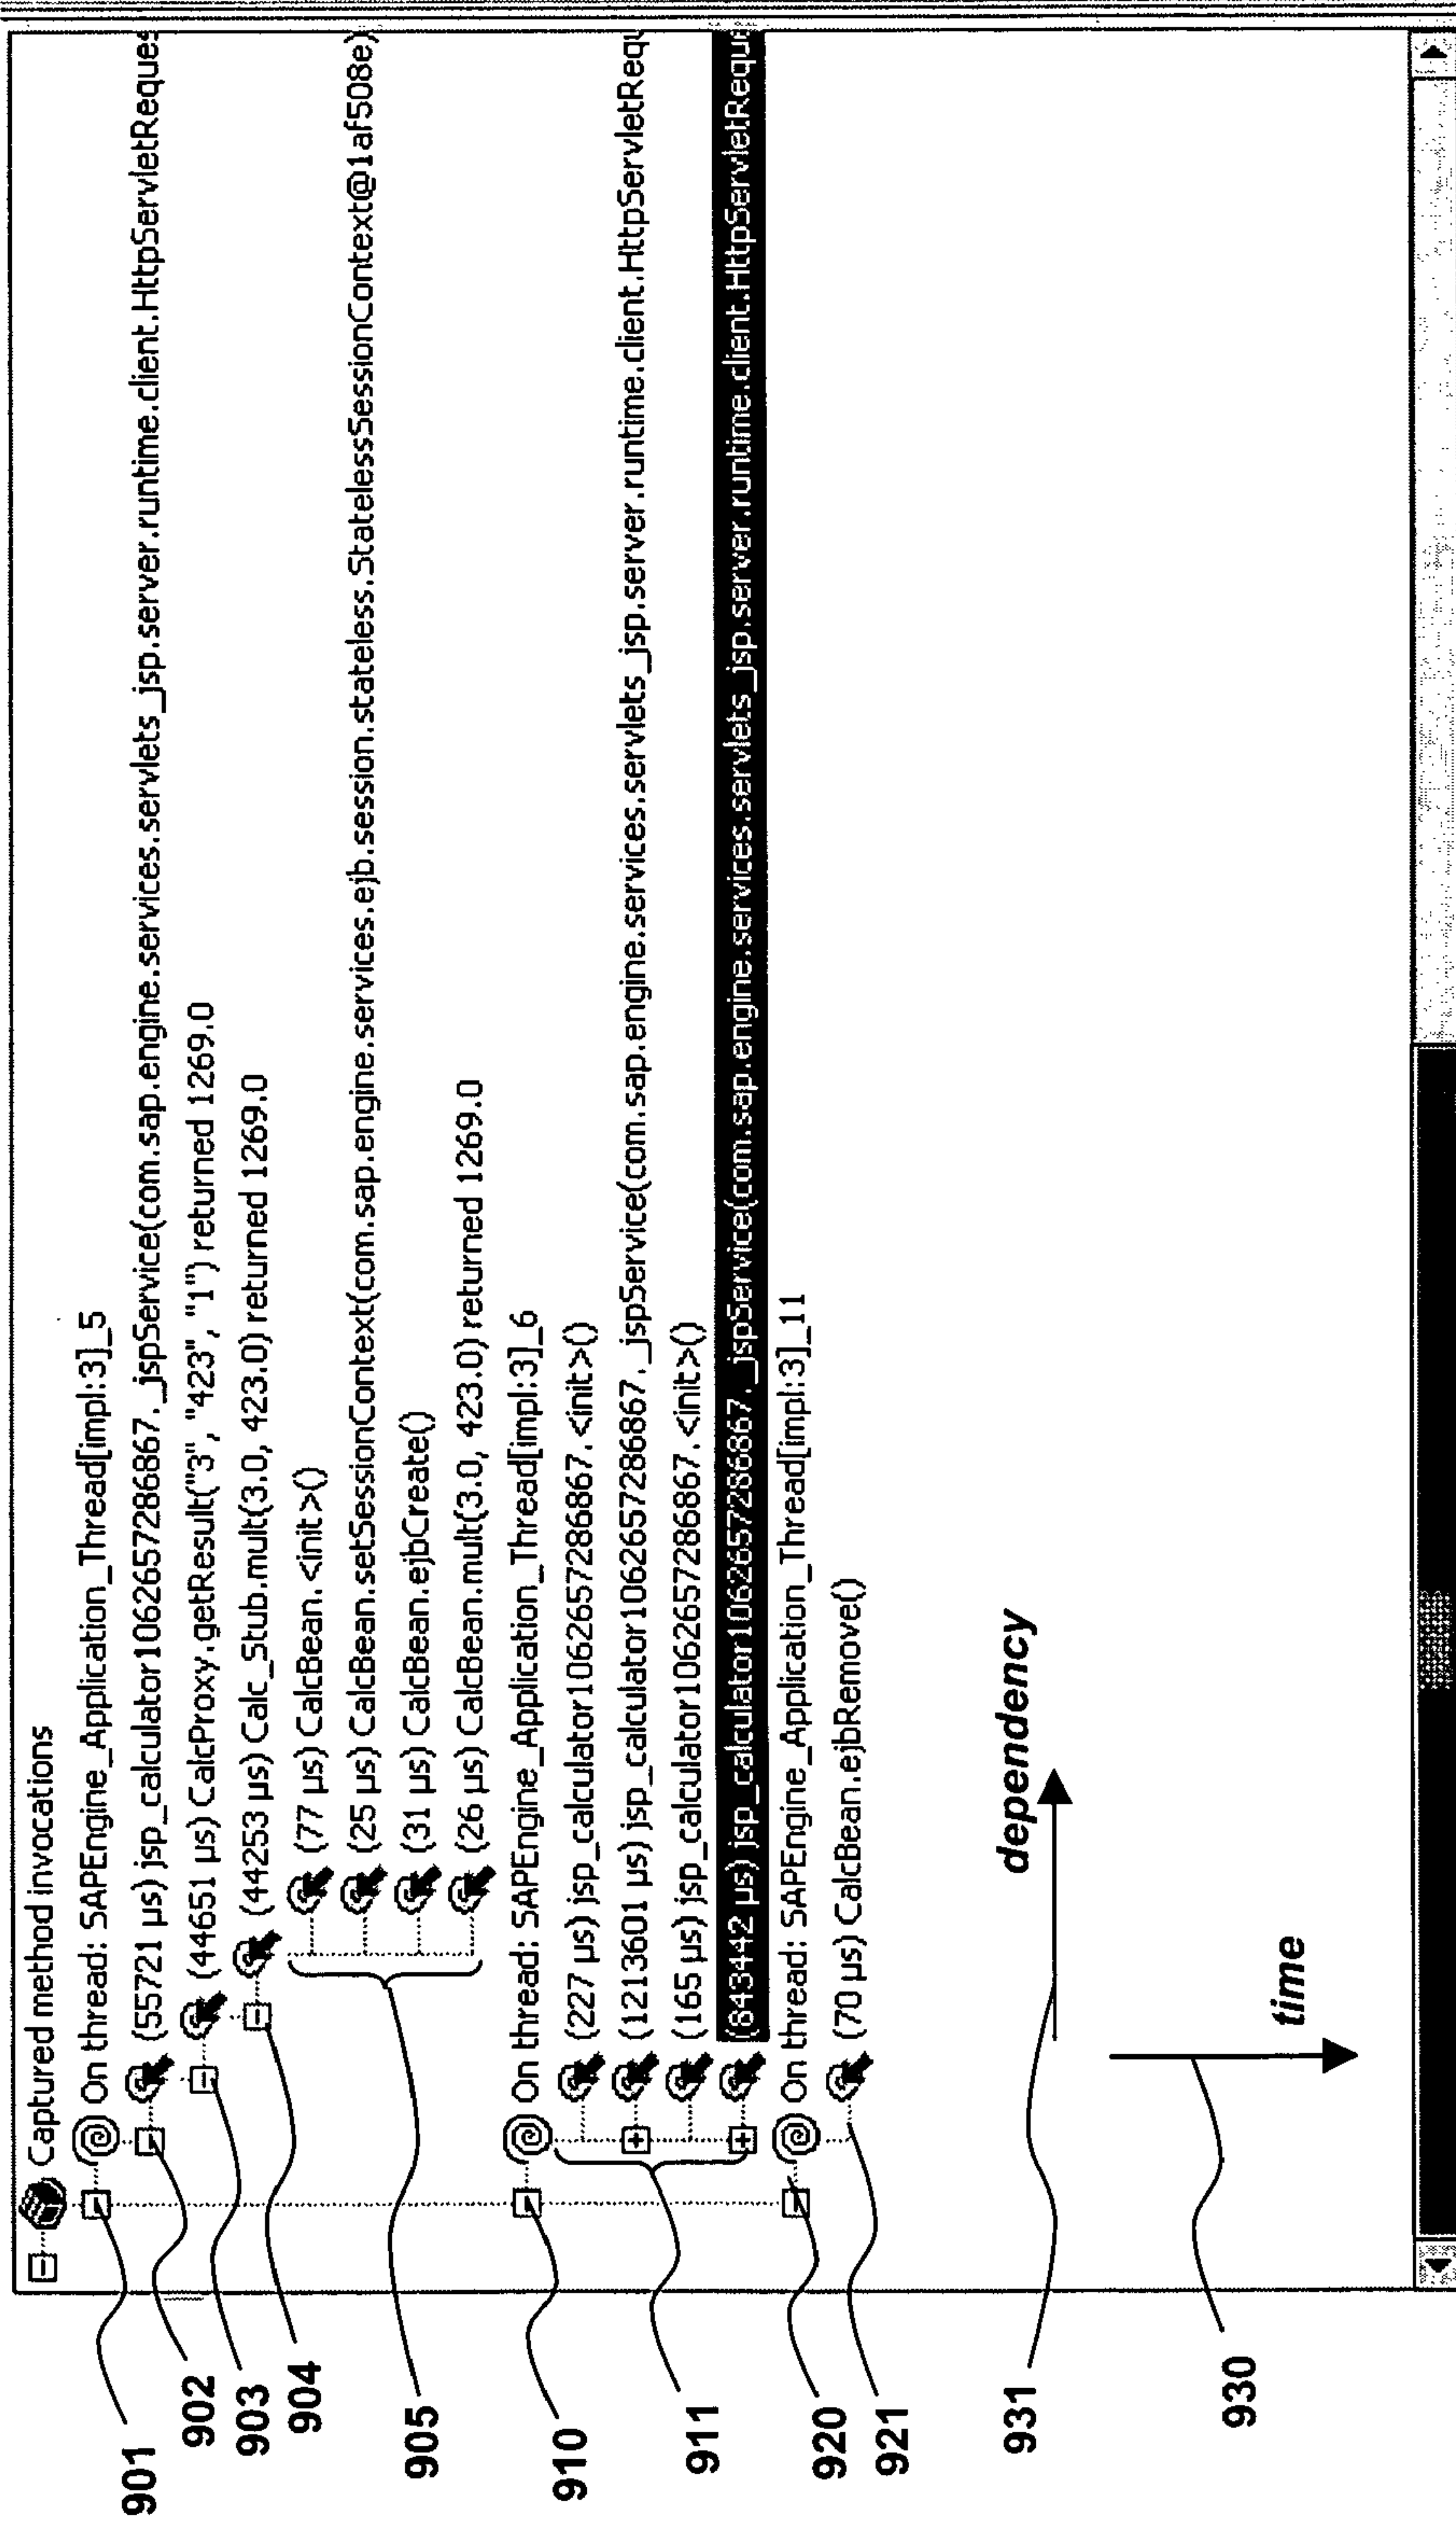 Captured method invocations
On thread: SAPEngine_Application_Thread[impl:3]_5
(55721 µs) jsp_calculator1062657286867._jspService(com.sap.engine.services.servlets_jsp.server.runtime.client.HttpServletReques
(44651 µs) CalcProxy.getResult("3", "423", "1") returned 1269.0
(44253 µs) Calc_Stub.mult(3.0, 423.0) returned 1269.0
(77 µs) CalcBean.<init>()
(25 µs) CalcBean.setSessionContext(com.sap.engine.services.ejb.session.stateless.StatelessSessionContext@1af508e)
(31 µs) CalcBean.ejbCreate()
(26 µs) CalcBean.mult(3.0, 423.0) returned 1269.0
On thread: SAPEngine_Application_Thread[impl:3]_6
(227 µs) jsp_calculator1062657286867.<init>()
(1213601 µs) jsp_calculator1062657286867._jspService(com.sap.engine.services.servlets_jsp.server.runtime.client.HttpServletRequ
(165 µs) jsp_calculator1062657286867.<init>()
(643442 µs) jsp_calculator1062657286867._jspService(com.sap.engine.services.servlets_jsp.server.runtime.client.HttpServletReque
On thread: SAPEngine_Application_Thread[impl:3]_11
(70 µs) CalcBean.ejbRemove()
901
902
903
904
905
910
911
920
921
931
dependency
930
time